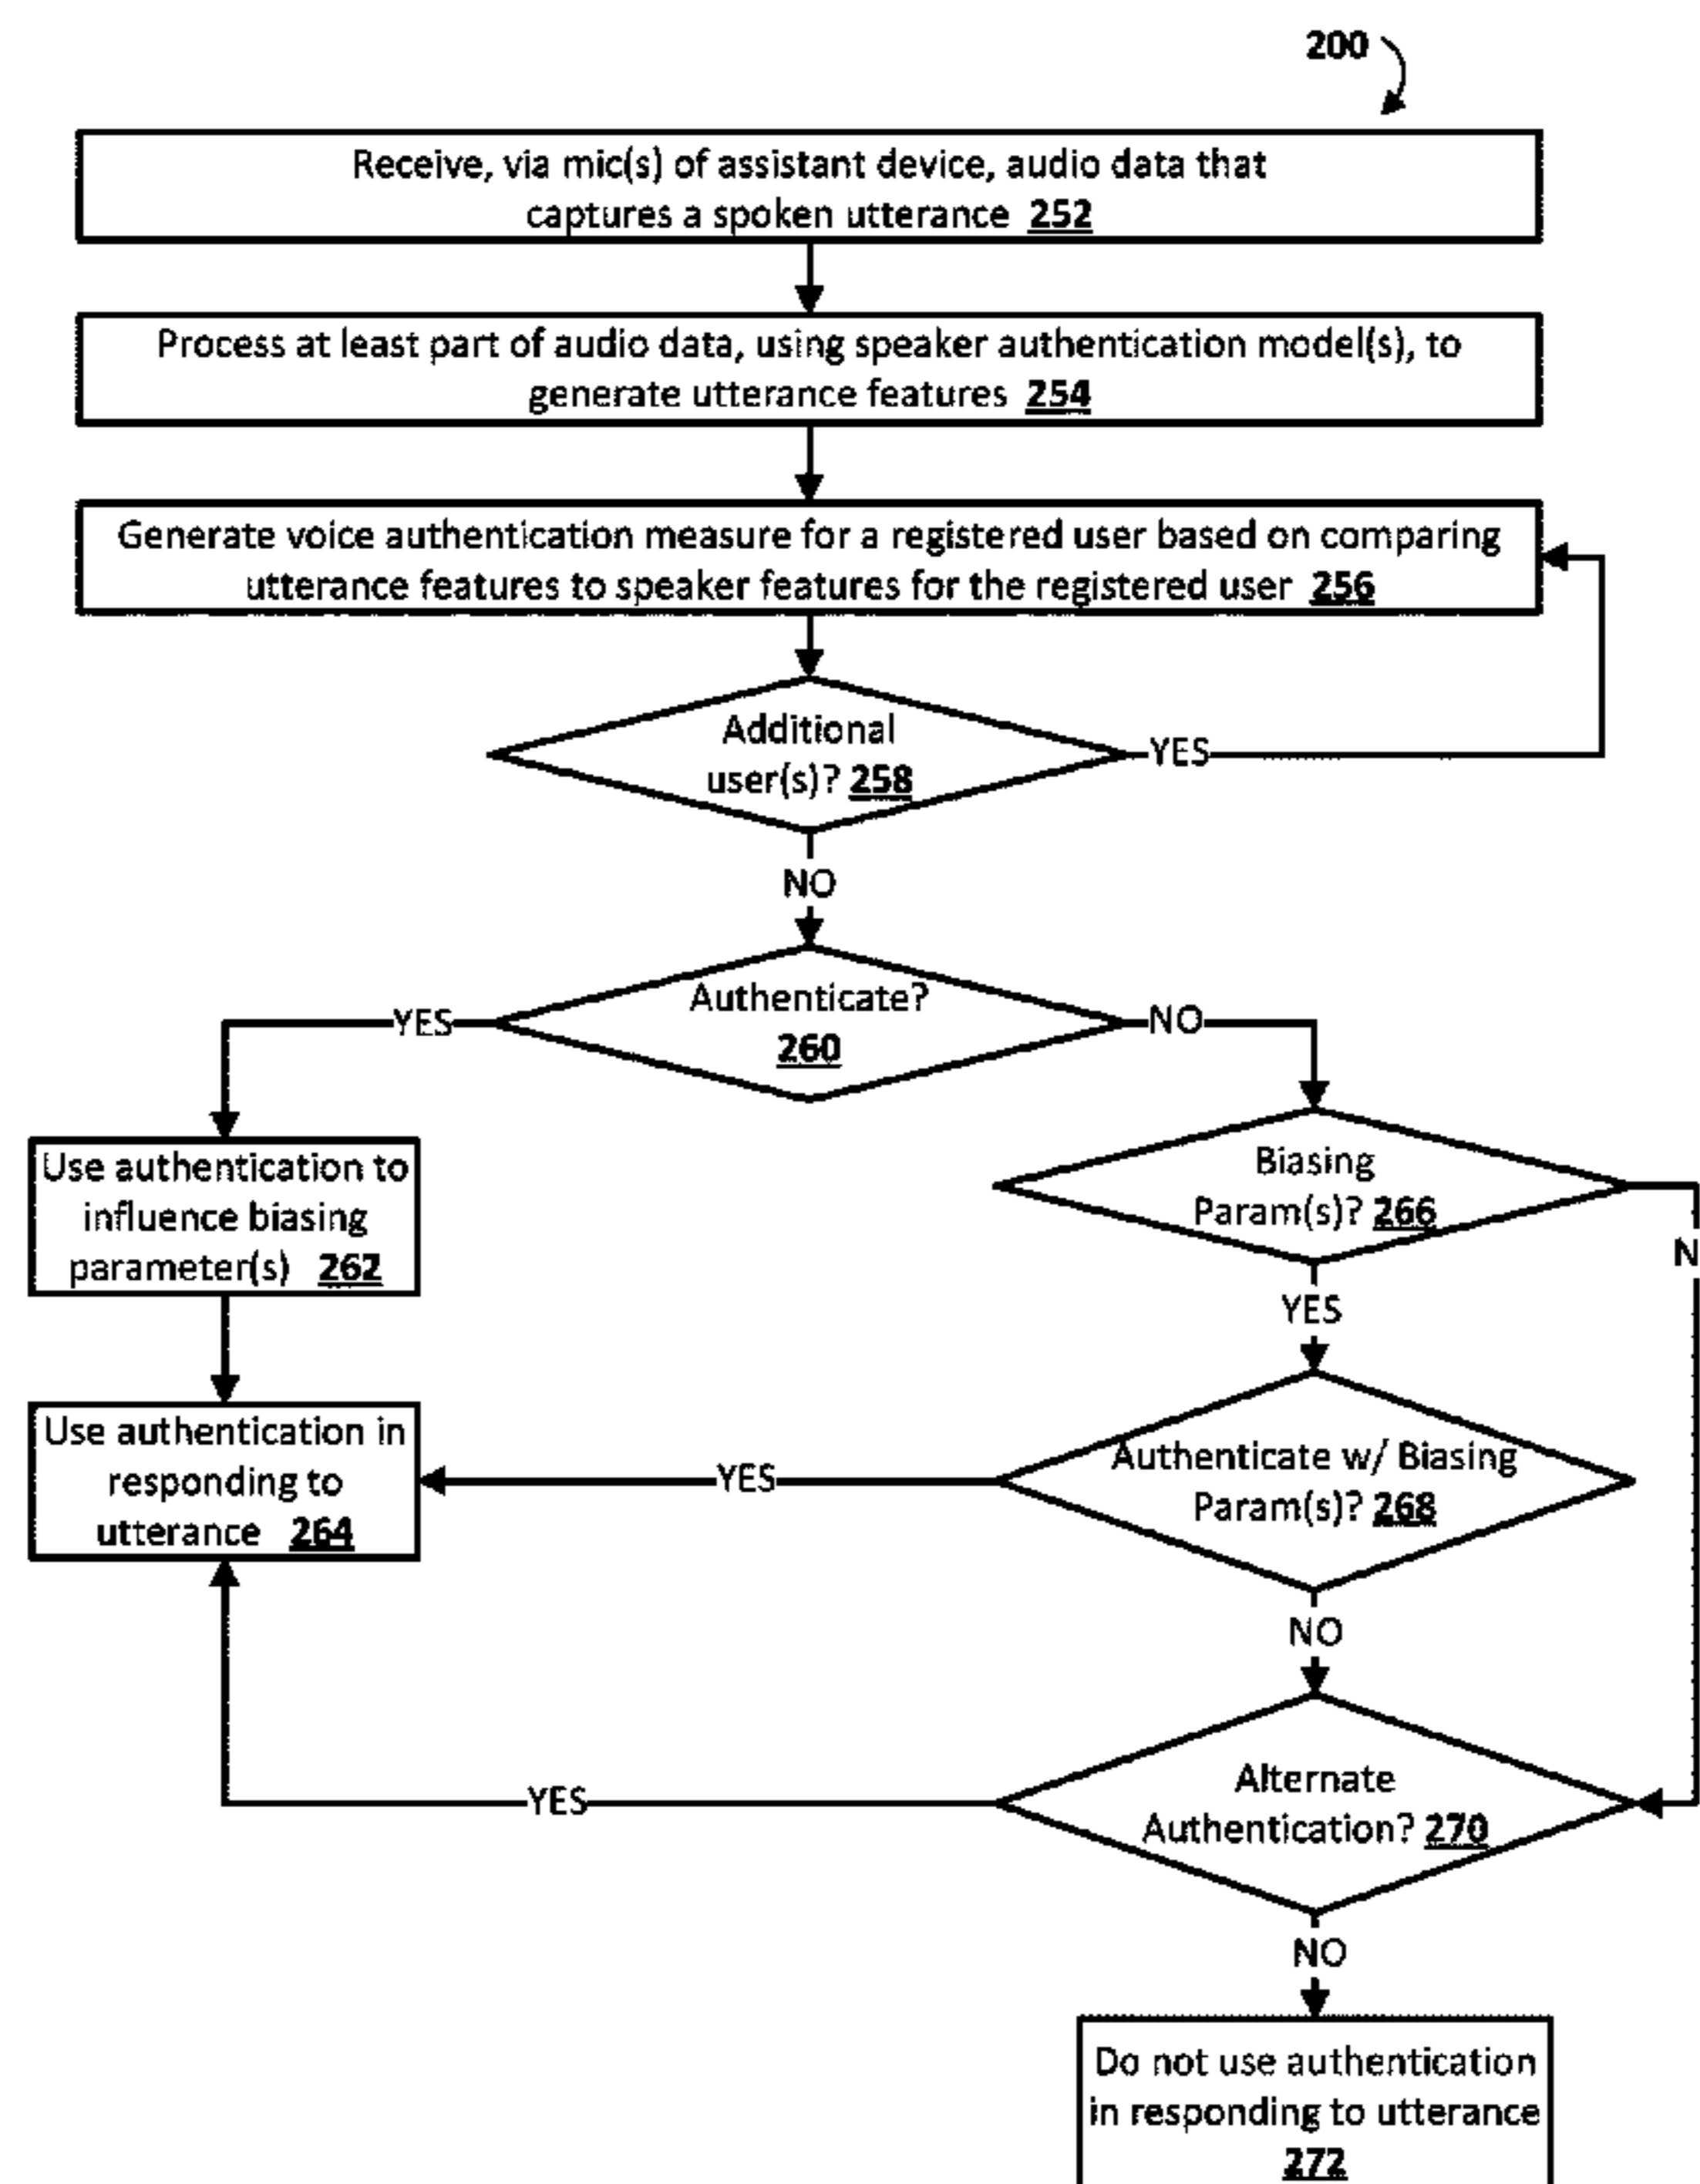 200
Receive, via mic(s) of assistant device, audio data that
captures a spoken utterance 252
Process at least part of audio data, using speaker authentication model(s), to
generate utterance features 254
Generate voice authentication measure for a registered user based on comparing
utterance features to speaker features for the registered user 256
Additional
user(s)? 258
YES
NO
Authenticate?
260
YES
NO
Use authentication to
influence biasing
parameter(s) 262
Biasing
Param(s)? 266
N
YES
Use authentication in
responding to
utterance 264
Authenticate w/ Biasing
Param(s)? 268
YES
NO
Alternate
Authentication? 270
YES
NO
Do not use authentication
in responding to utterance
272